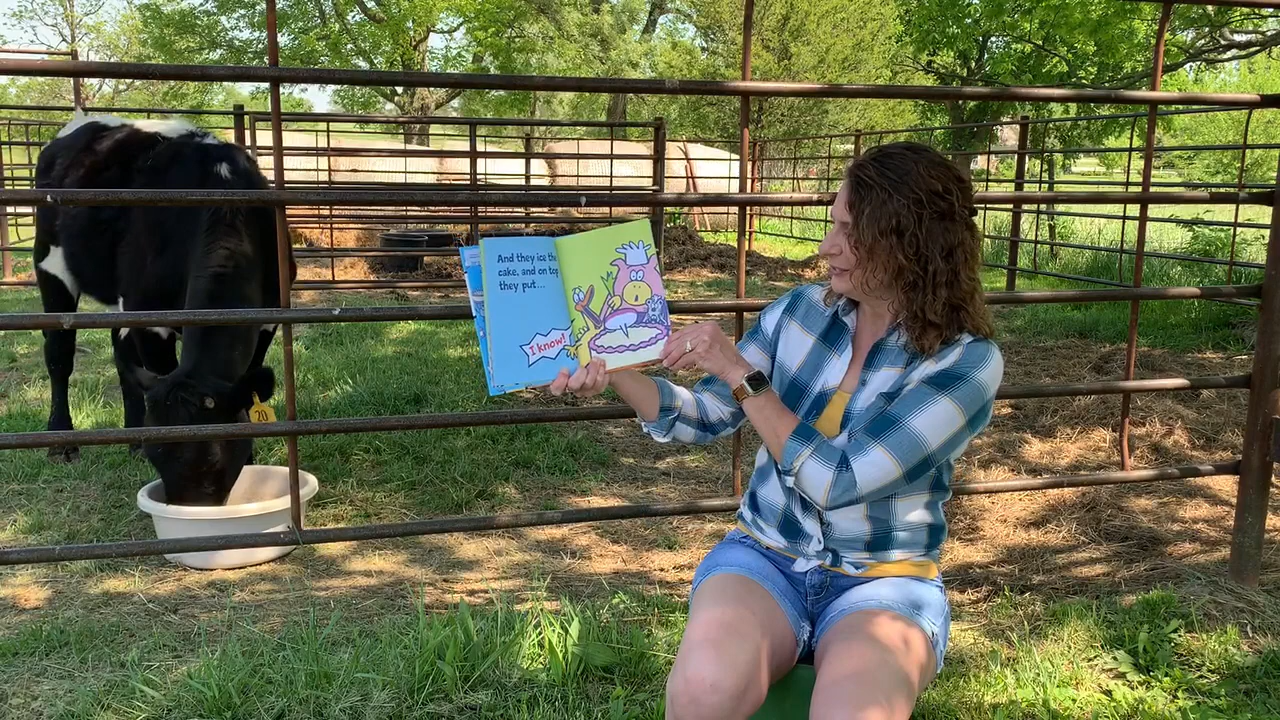 And they ice the
cake, and on top
they put...
I know!
20